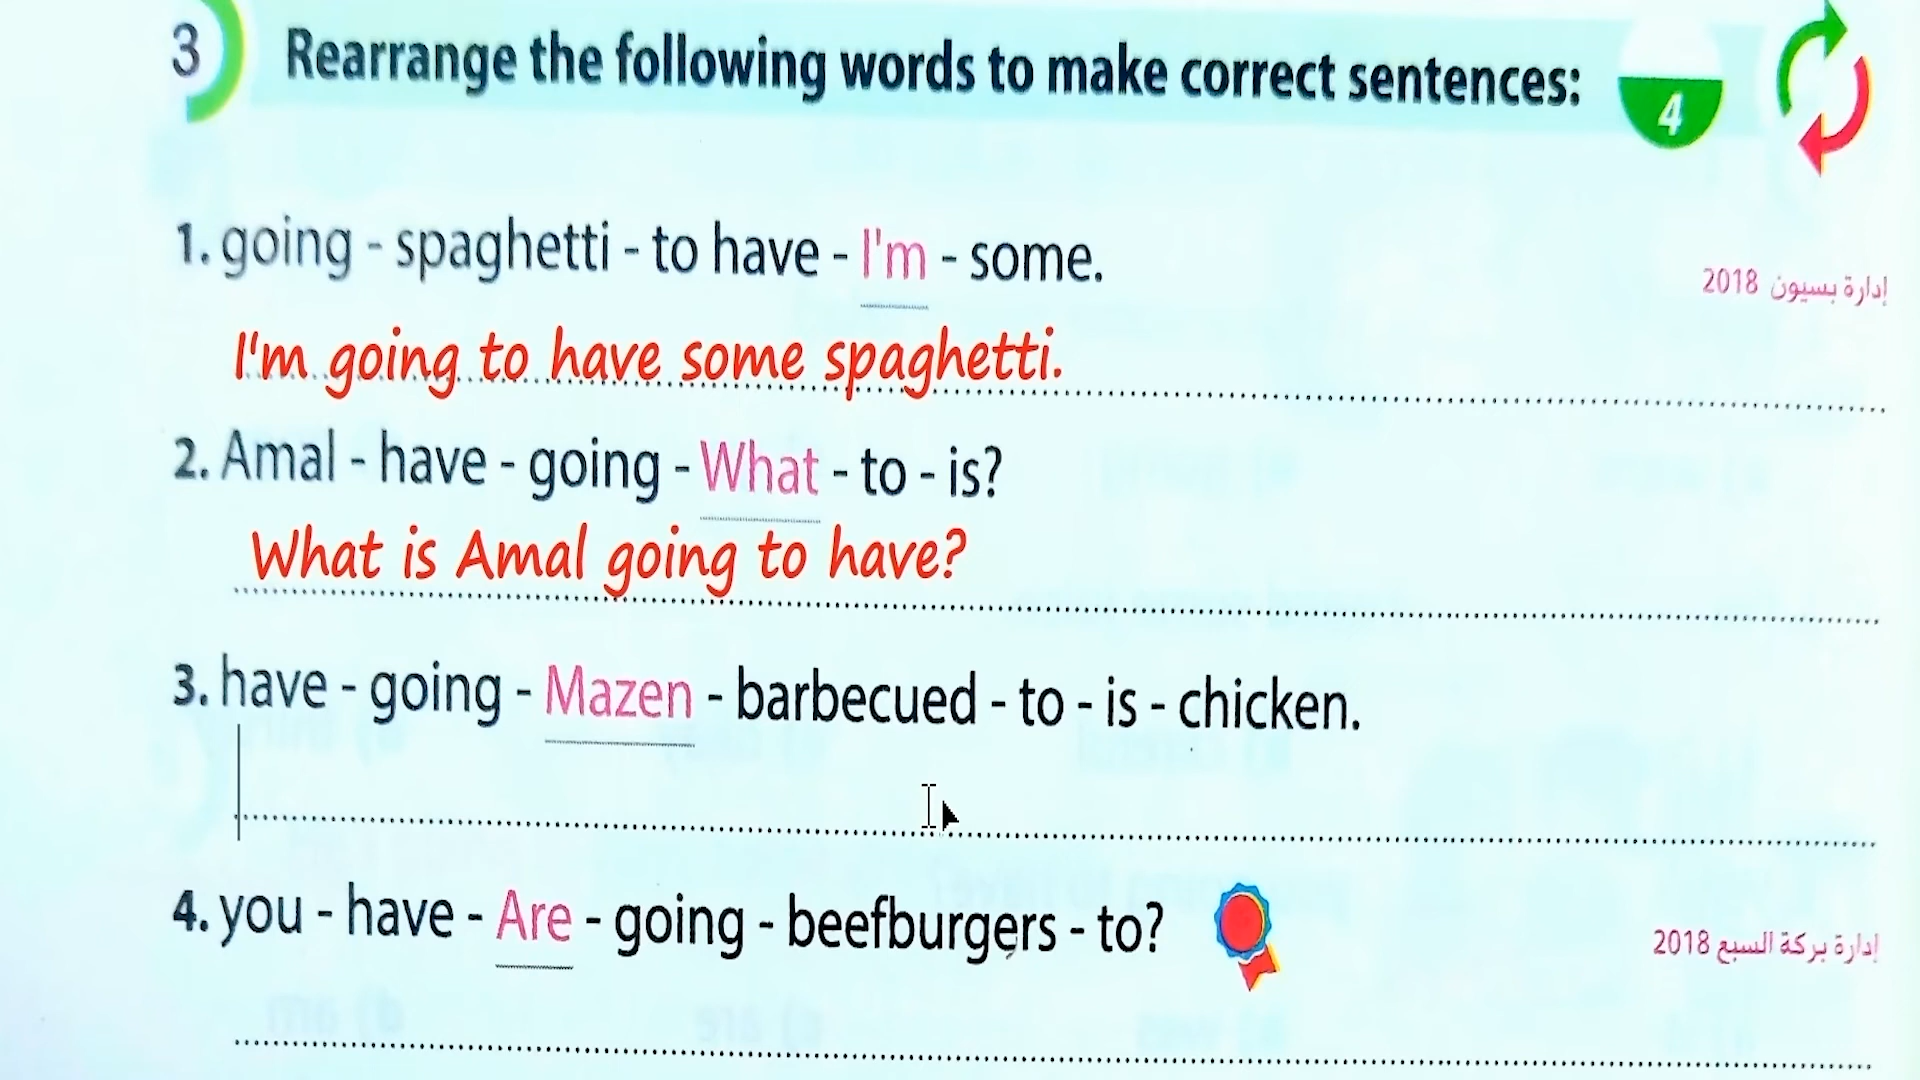 3 Rearrange the following words to make correct sentences: 4
1. going - spaghetti - to have - I'm - some.
إدارة بسيون 2018
I'm going to have some spaghetti.
2. Amal - have - going - What - to - is?
What is Amal going to have?
3. have - going - Mazen - barbecued - to - is - chicken.
4. you - have - Are - going - beefburgers - to?
إدارة بركة السبع 2018